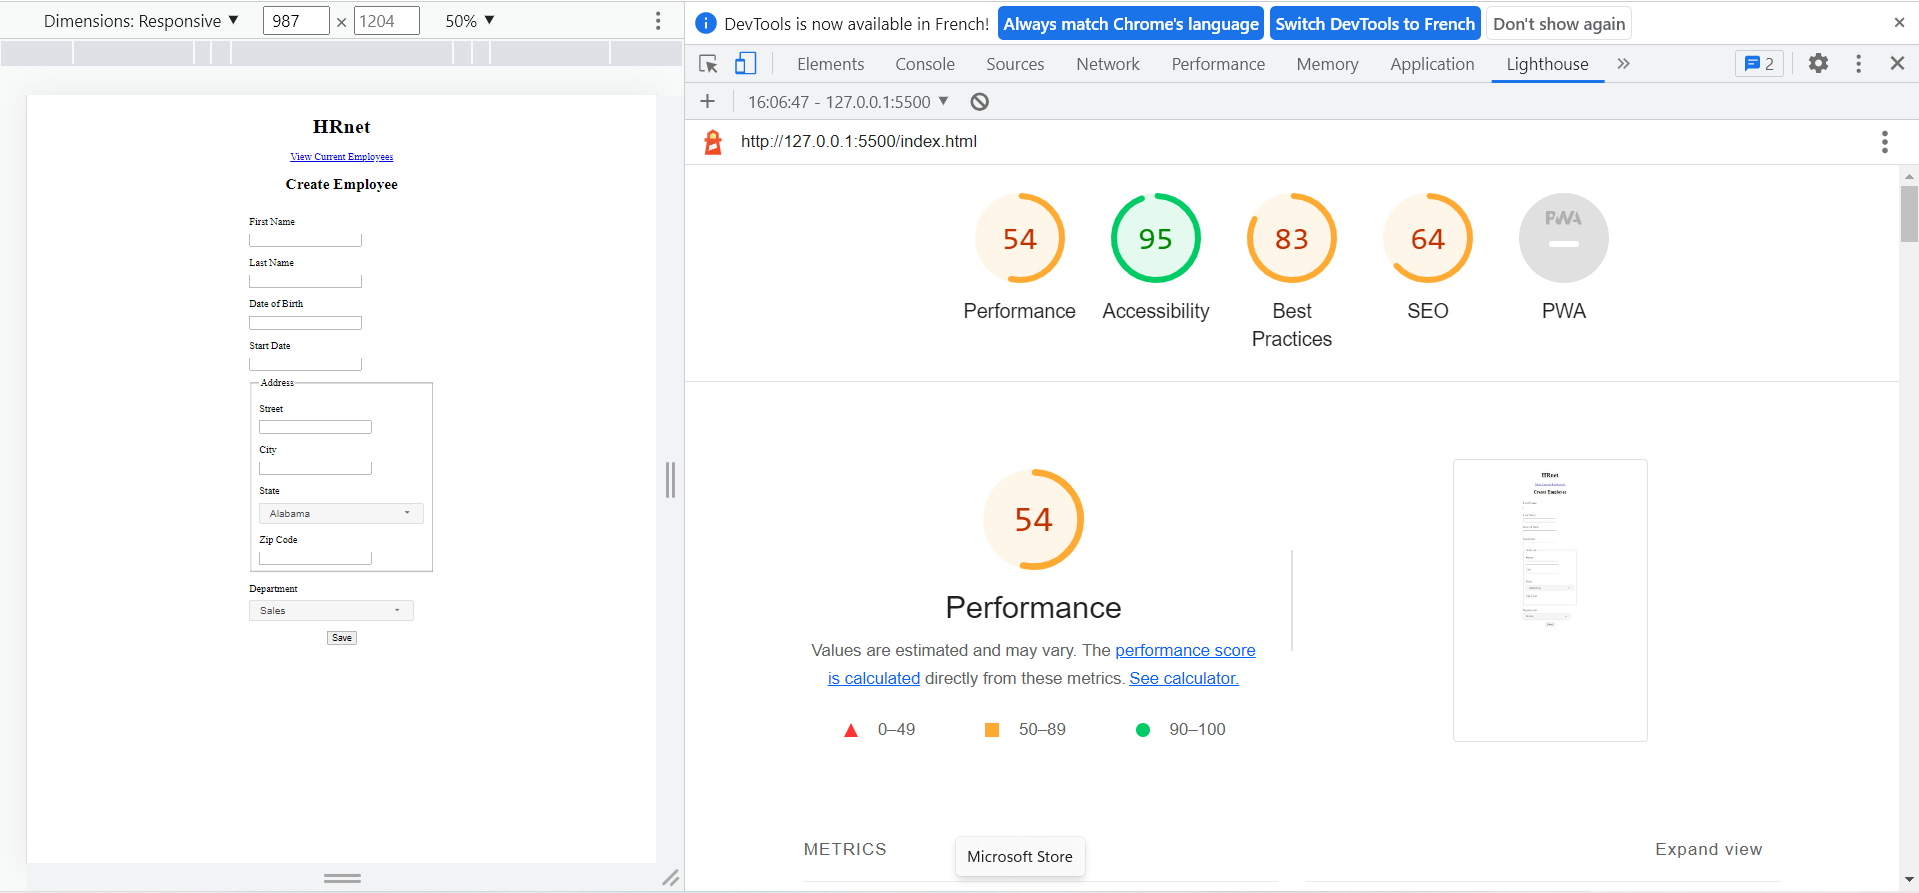 Dimensions: Responsive ▼ 987 × 1204 50% ▼
HRnet
View Current Employees
Create Employee
First Name
Last Name
Date of Birth
Start Date
Address
Street
City
State
Alabama
Zip Code
Department
Sales
Save
DevTools is now available in French! Always match Chrome's language Switch DevTools to French Don't show again
Elements Console Sources Network Performance Memory Application Lighthouse 2
16:06:47 - 127.0.0.1:5500 ▼
http://127.0.0.1:5500/index.html
54 95 83 64 PWA
Performance Accessibility Best Practices SEO PWA
54
HRnet
Create Employee
Performance
Values are estimated and may vary. The performance score
is calculated directly from these metrics. See calculator.
0–49 50–89 90–100
METRICS Expand view
Microsoft Store